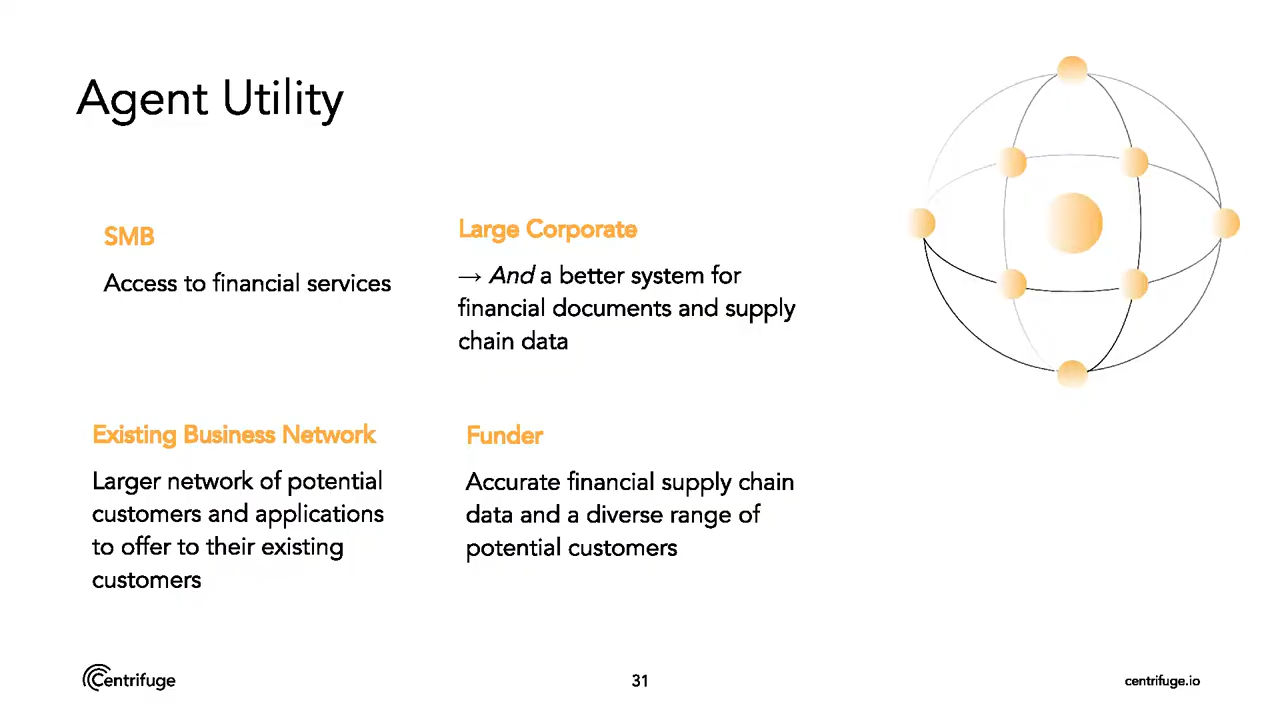 Agent Utility
SMB
Access to financial services
Large Corporate
→ And a better system for
financial documents and supply
chain data
Existing Business Network
Larger network of potential
customers and applications
to offer to their existing
customers
Funder
Accurate financial supply chain
data and a diverse range of
potential customers
Centrifuge
31
centrifuge.io